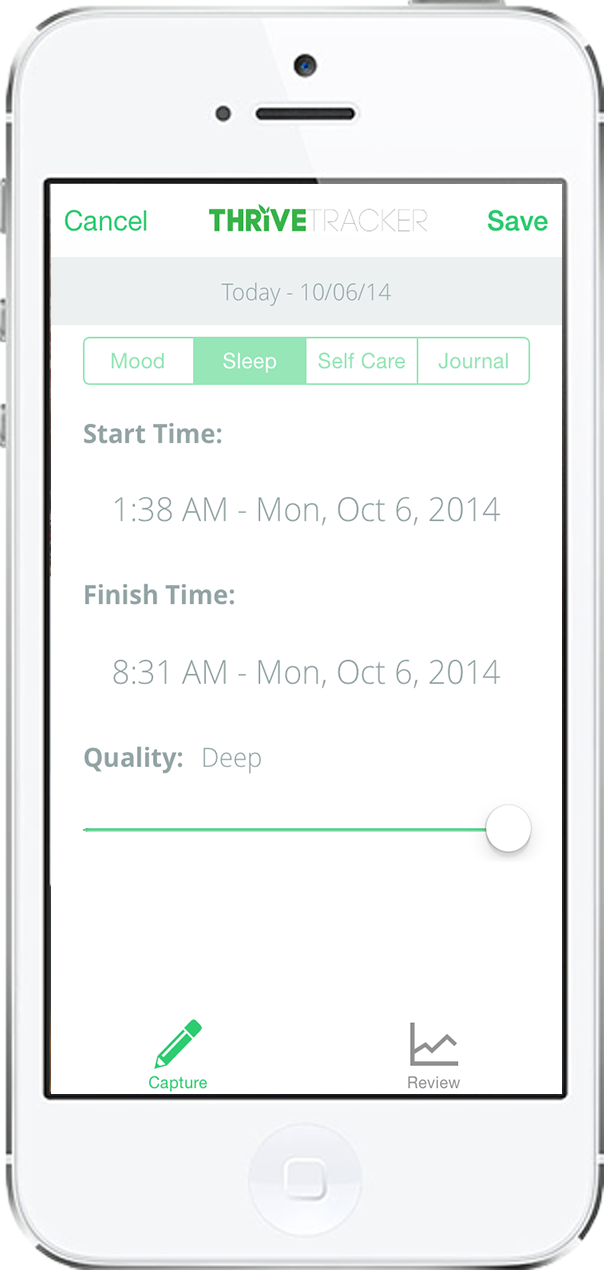 Cancel THRiVETRACKER Save
Today - 10/06/14
Mood Sleep Self Care Journal
Start Time:
1:38 AM - Mon, Oct 6, 2014
Finish Time:
8:31 AM - Mon, Oct 6, 2014
Quality: Deep
Capture Review